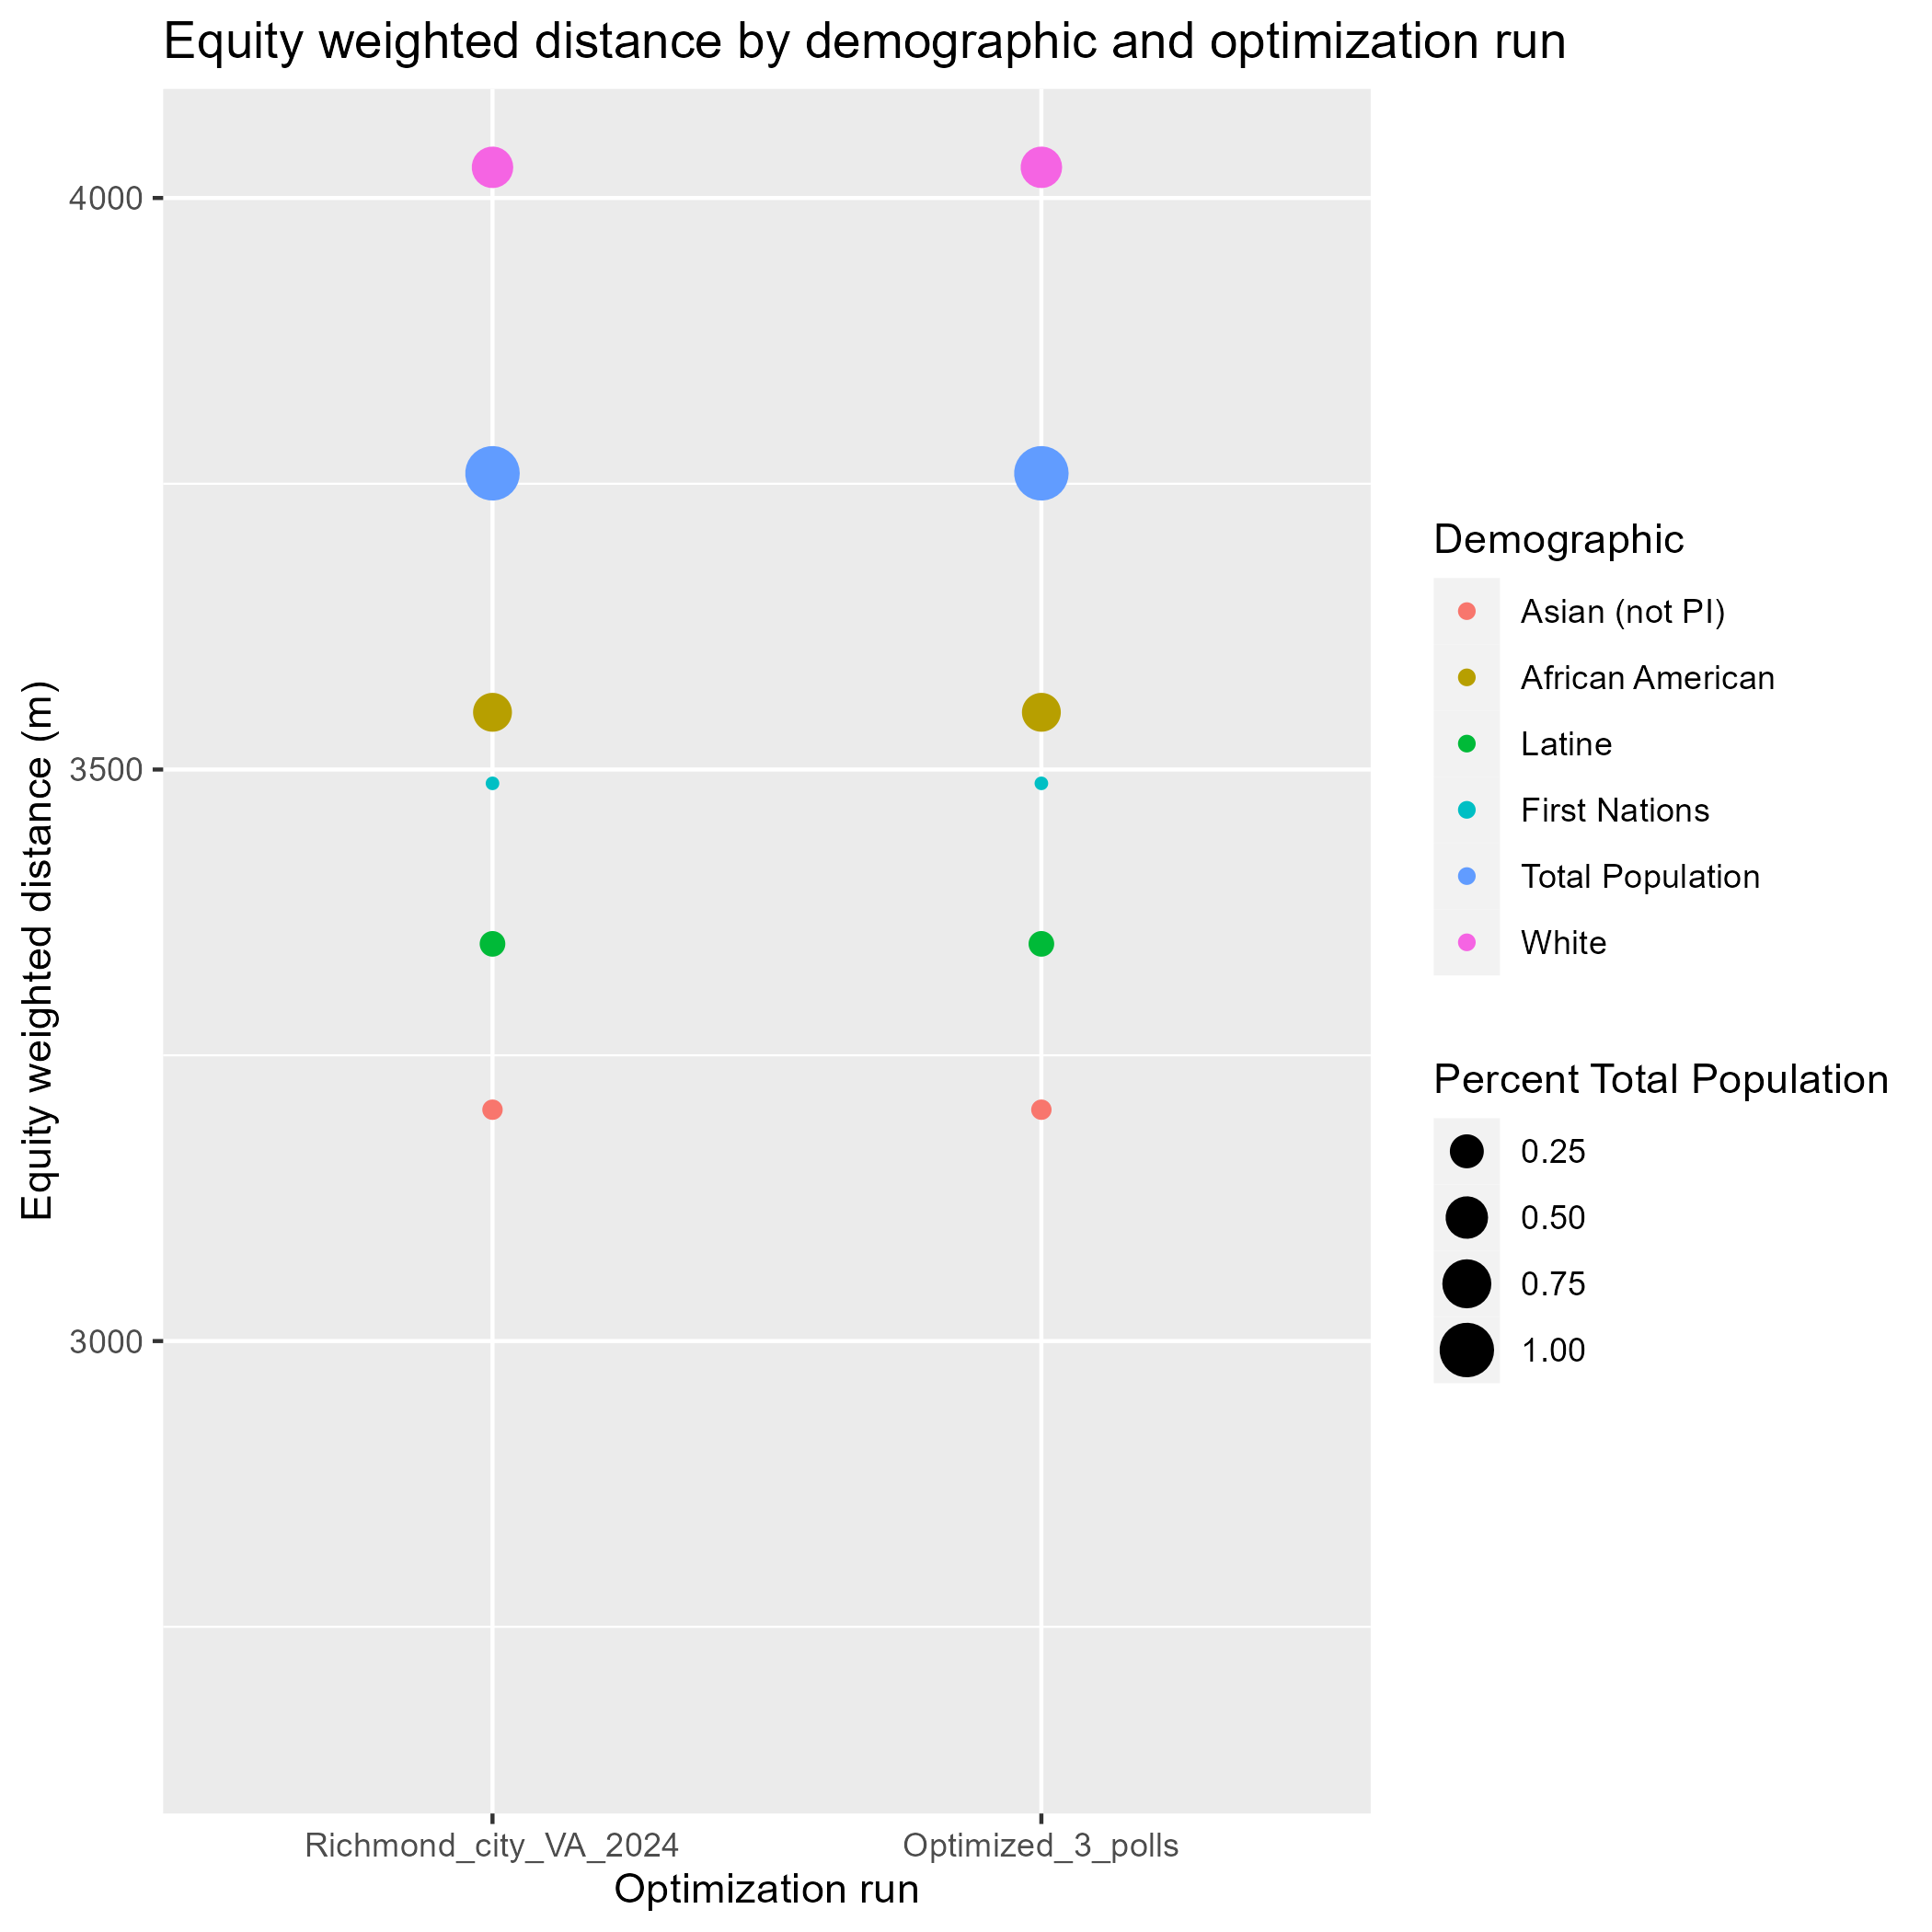 Equity weighted distance by demographic and optimization run
Equity weighted distance (m)
4000
3500
3000
Richmond_city_VA_2024
Optimized_3_polls
Optimization run
Demographic
Asian (not PI)
African American
Latine
First Nations
Total Population
White
Percent Total Population
0.25
0.50
0.75
1.00